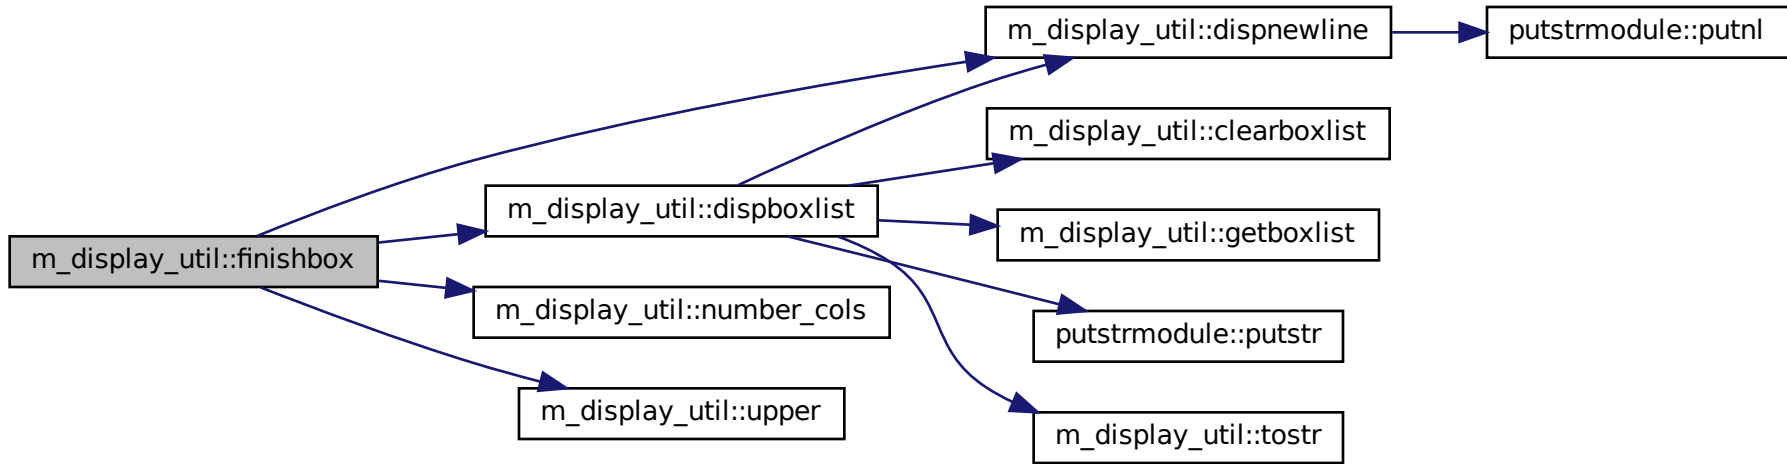 m_display_util::finishbox
m_display_util::dispboxlist
m_display_util::number_cols
m_display_util::upper
m_display_util::dispnewline
m_display_util::clearboxlist
m_display_util::getboxlist
putstrmodule::putstr
m_display_util::tostr
putstrmodule::putnl